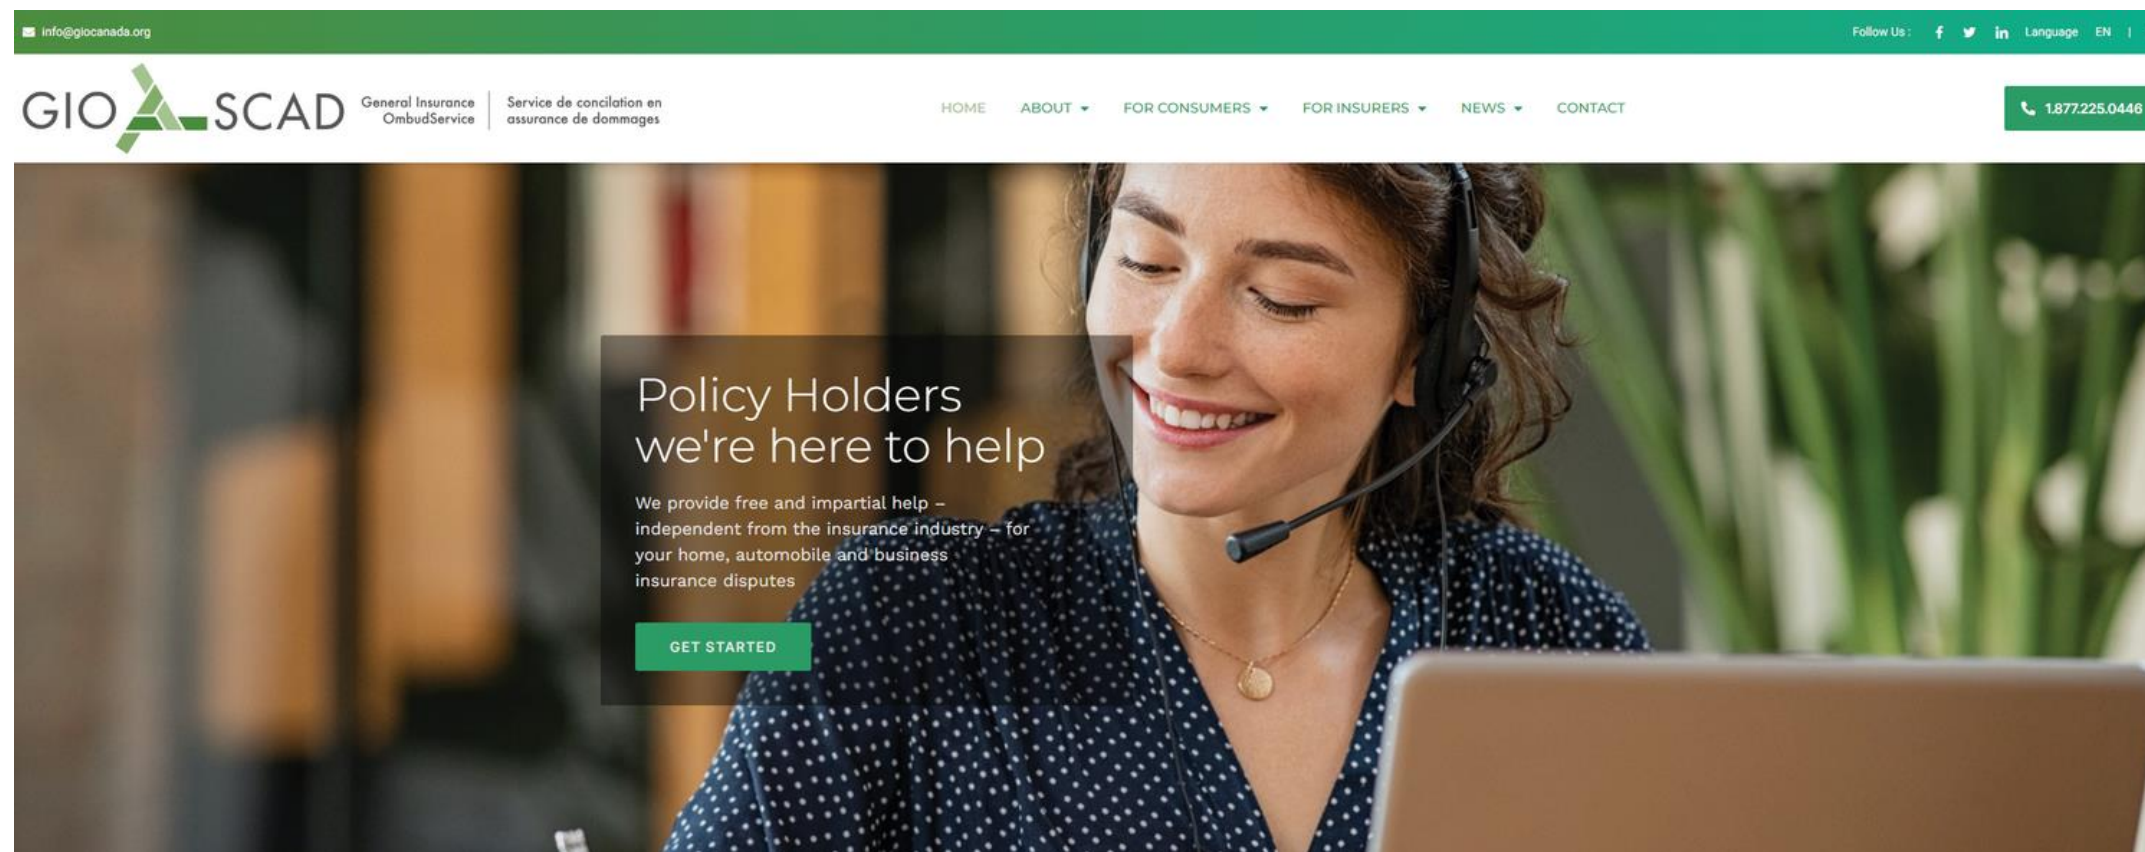 info@giocanada.org
Follow Us : f in Language EN |
GIO SCAD
General Insurance
OmbudService
Service de concilation en
assurance de dommages
HOME ABOUT FOR CONSUMERS FOR INSURERS NEWS CONTACT
1.877.225.0446
Policy Holders
we're here to help
We provide free and impartial help –
independent from the insurance industry – for
your home, automobile and business
insurance disputes
GET STARTED